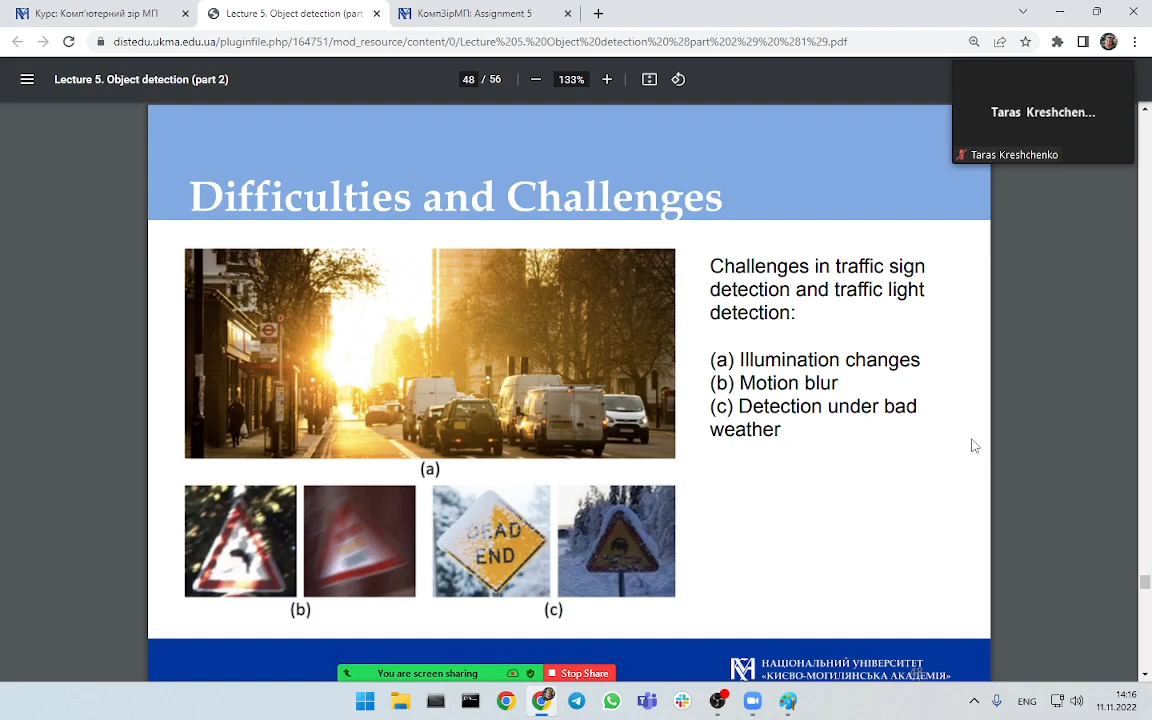 Курс: Комп'ютерний зір МП
Lecture 5. Object detection (part
КомпЗірМП: Assignment 5
distedu.ukma.edu.ua/pluginfile.php/164751/mod_resource/content/0/Lecture%205.%20Object%20detection%20%28part%202%29%20%281%29.pdf
Lecture 5. Object detection (part 2)
48 / 56
133%
Taras Kreshchen...
Taras Kreshchenko
Difficulties and Challenges
Challenges in traffic sign
detection and traffic light
detection:
(a) Illumination changes
(b) Motion blur
(c) Detection under bad
weather
(a)
DEAD
END
(b)
(c)
НАЦІОНАЛЬНИЙ УНІВЕРСИТЕТ
«КИЄВО-МОГИЛЯНСЬКА АКАДЕМІЯ»
48
You are screen sharing
Stop Share
ENG
14:16
11.11.2022